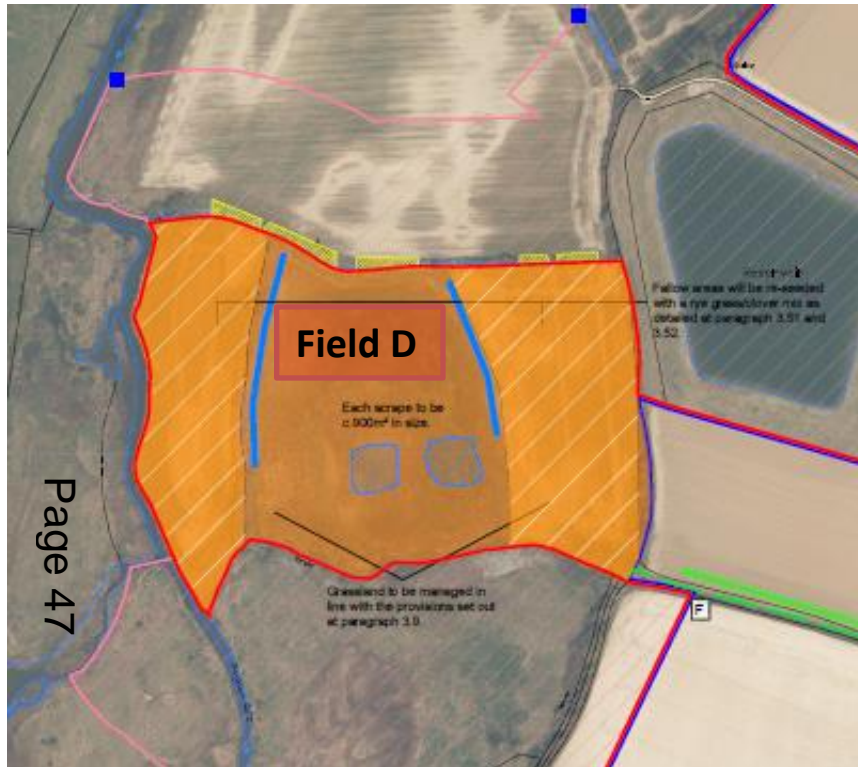 Fallow areas will be re-seeded
with a rye grass/clover mix as
detailed at paragraph 3.51 and
3.52.
Field D
Each scrape to be
in size.
Grassland to be managed in
line with the provisions set out
at paragraph 3.9.
F
Page 47